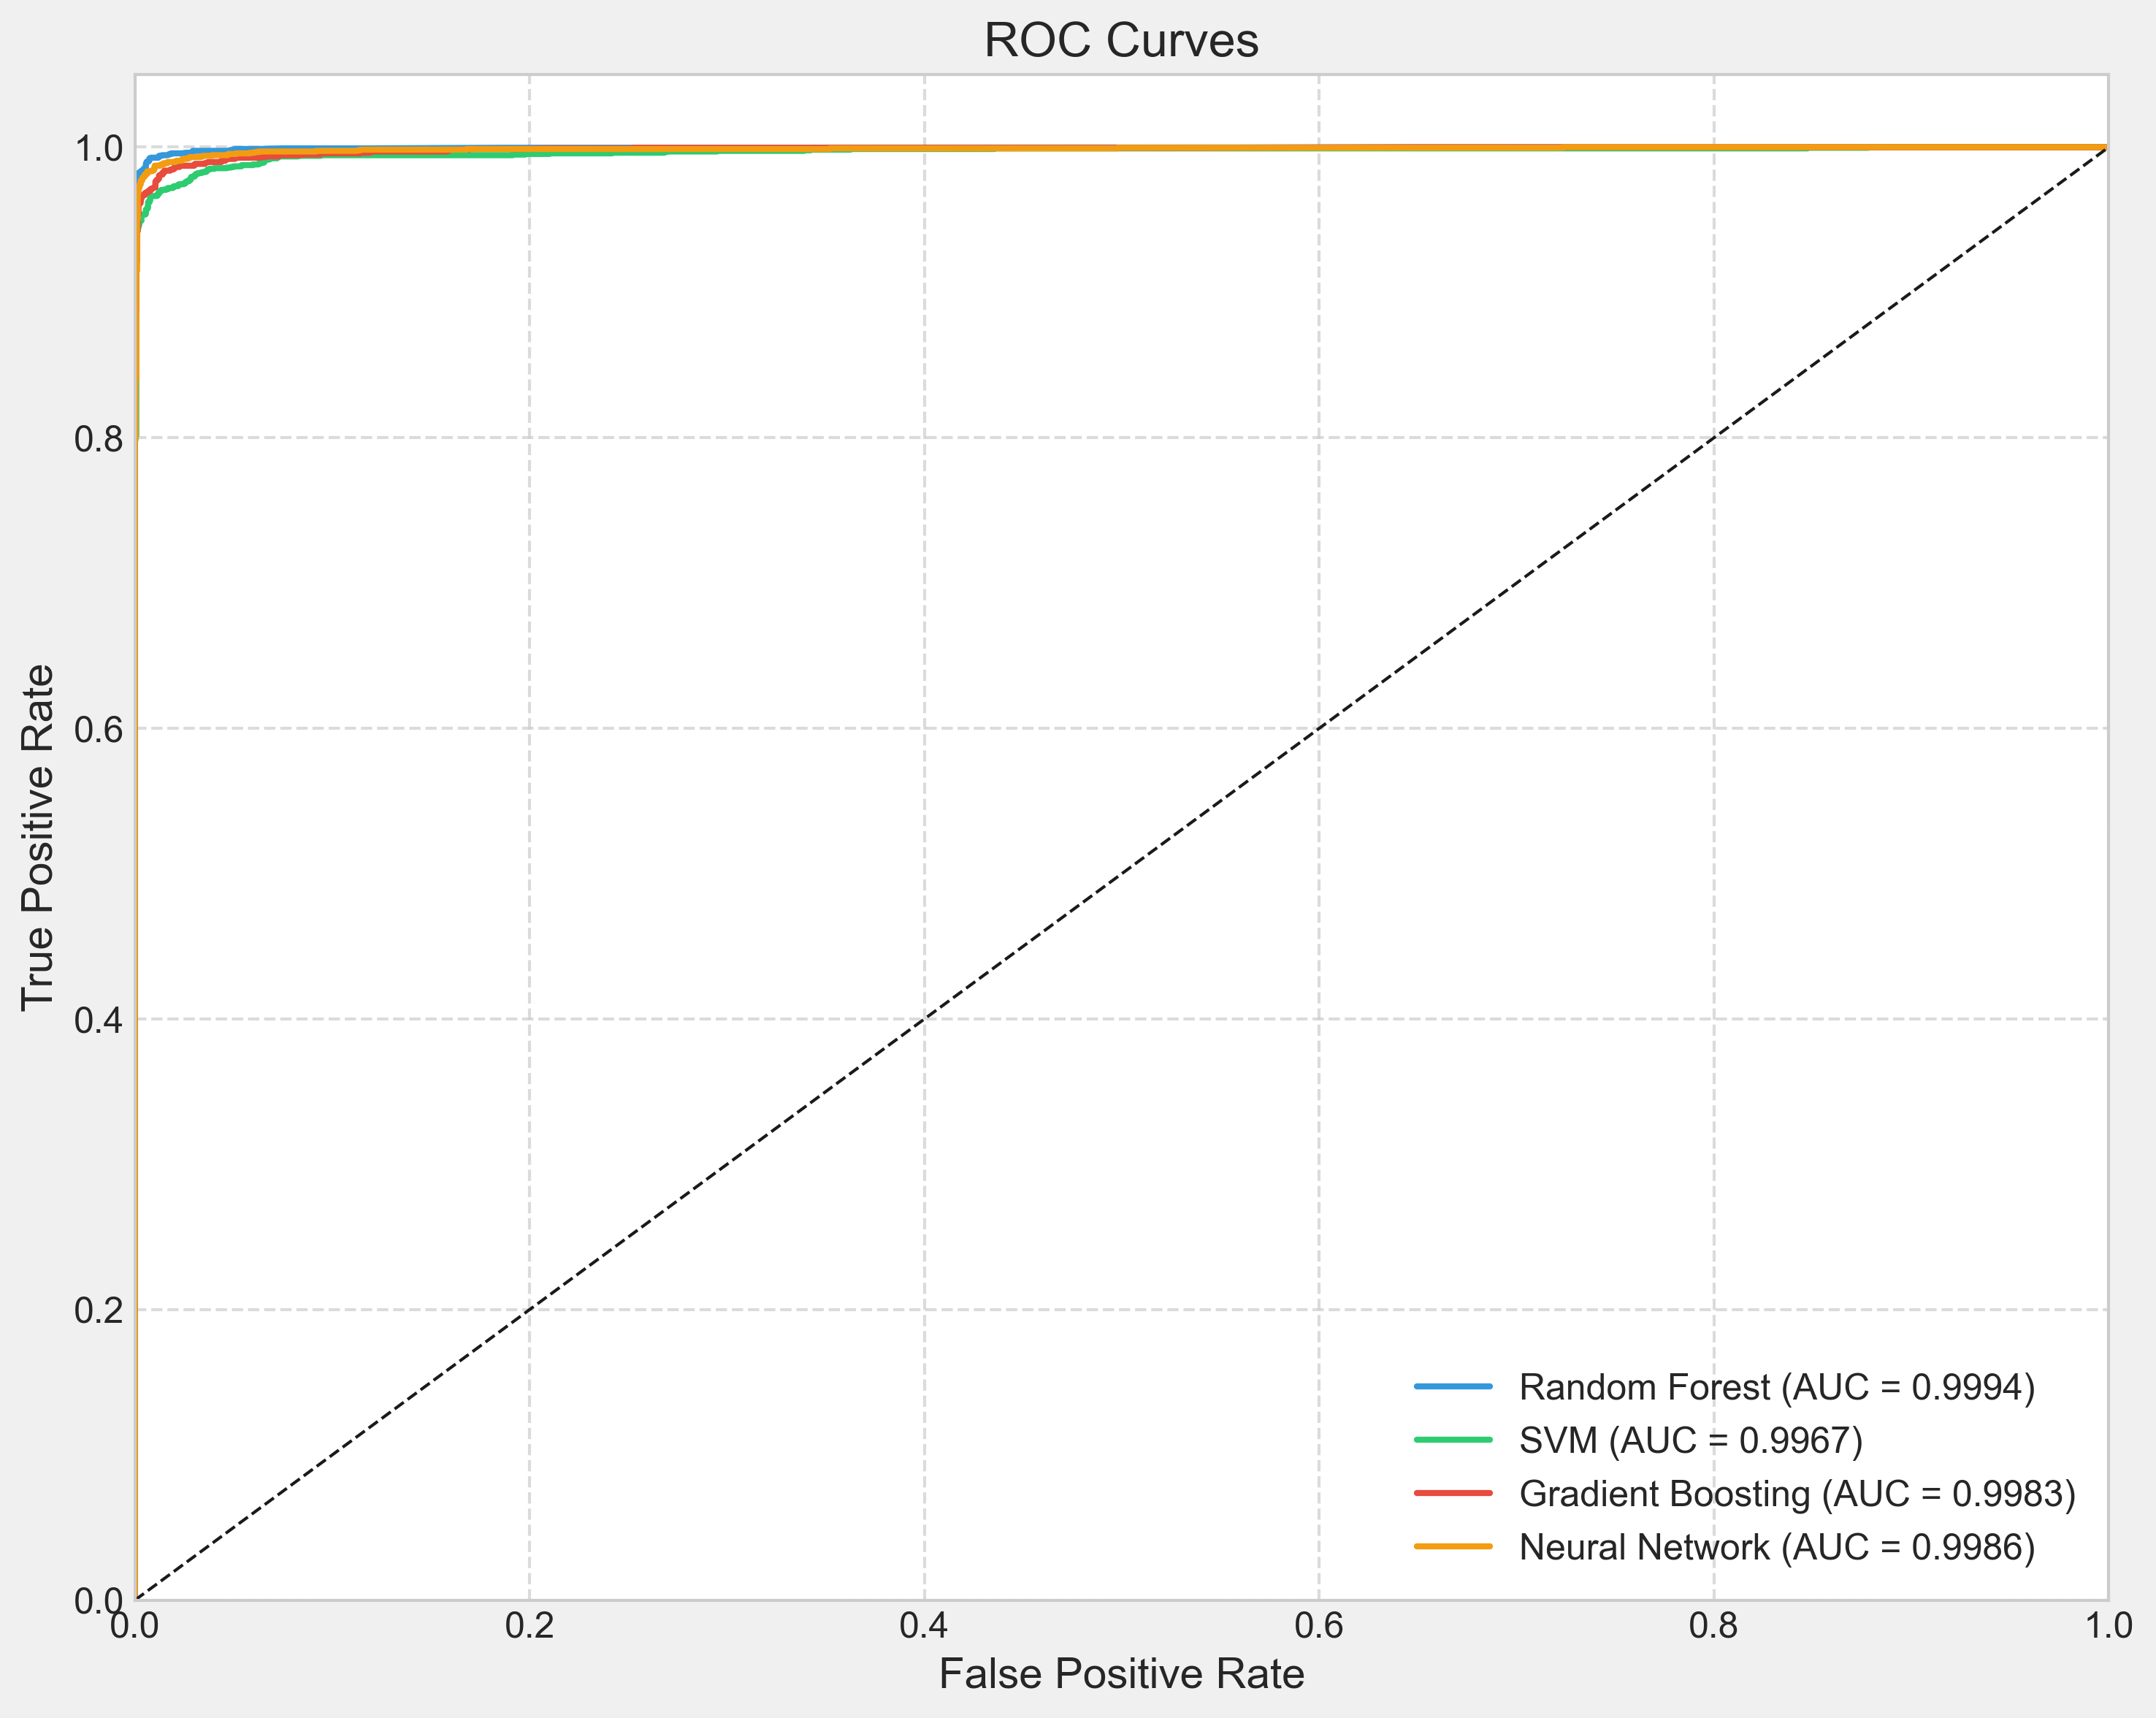 ROC Curves
1.0
0.8
0.6
0.4
0.2
0.0
True Positive Rate
0.0 0.2 0.4 0.6 0.8 1.0
False Positive Rate
Random Forest (AUC = 0.9994)
SVM (AUC = 0.9967)
Gradient Boosting (AUC = 0.9983)
Neural Network (AUC = 0.9986)